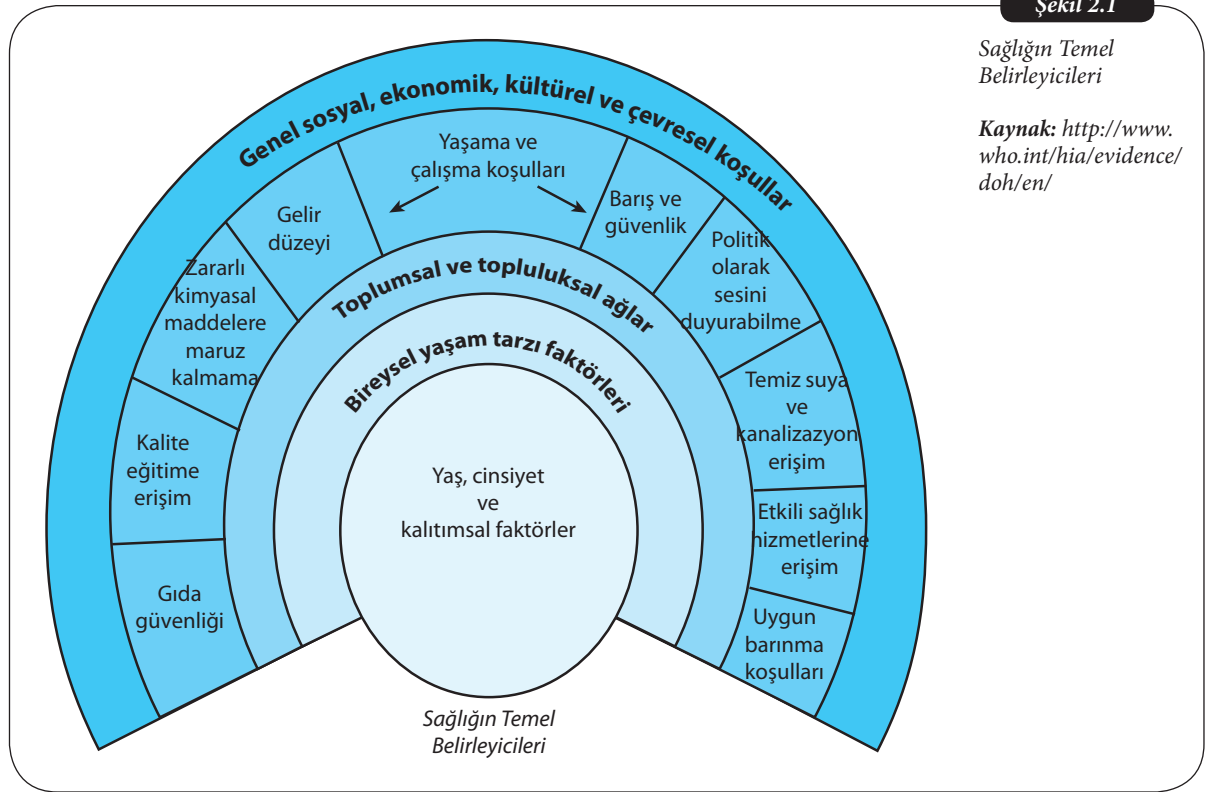 Şekil 2.1
Sağlığın Temel
Belirleyicileri
Kaynak: http://www.
who.int/hia/evidence/
doh/en/
Genel sosyal, ekonomik, kültürel ve çevresel koşullar
Yaşama ve
çalışma koşulları
Gelir
düzeyi
Barış ve
güvenlik
Zararlı
kimyasal
maddelere
maruz
kalmama
Politik
olarak
sesini
duyurabilme
Toplumsal ve topluluksal ağlar
Bireysel yaşam tarzı faktörleri
Kalite
eğitime
erişim
Temiz suya
ve
kanalizazyon
erişim
Yaş, cinsiyet
ve
kalıtımsal faktörler
Gıda
güvenliği
Etkili sağlık
hizmetlerine
erişim
Uygun
barınma
koşulları
Sağlığın Temel
Belirleyicileri